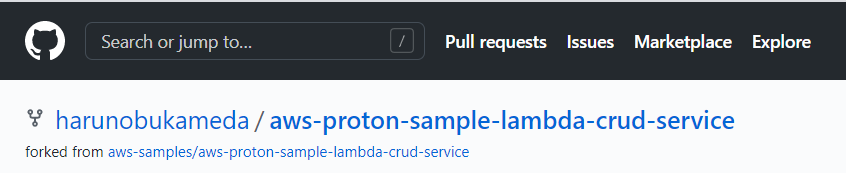 Search or jump to... / Pull requests Issues Marketplace Explore
harunobukameda / aws-proton-sample-lambda-crud-service
forked from aws-samples/aws-proton-sample-lambda-crud-service